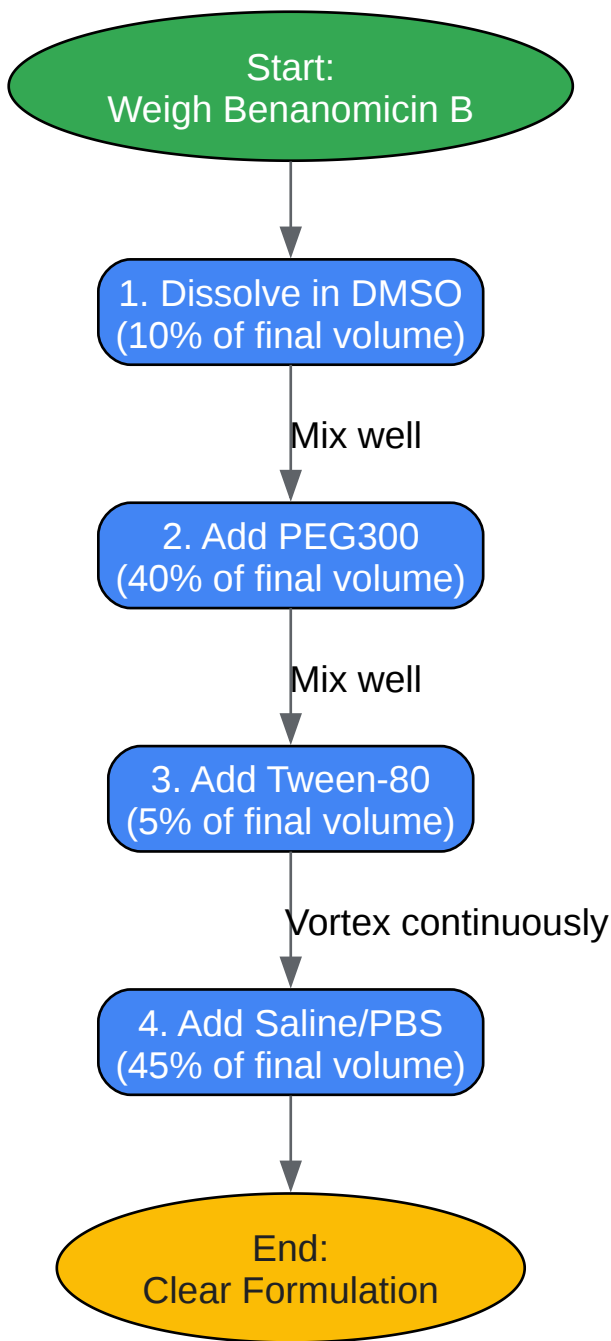 Start:
Weigh Benanomicin B
1. Dissolve in DMSO
(10% of final volume)
Mix well
2. Add PEG300
(40% of final volume)
Mix well
3. Add Tween-80
(5% of final volume)
Vortex continuously
4. Add Saline/PBS
(45% of final volume)
End:
Clear Formulation